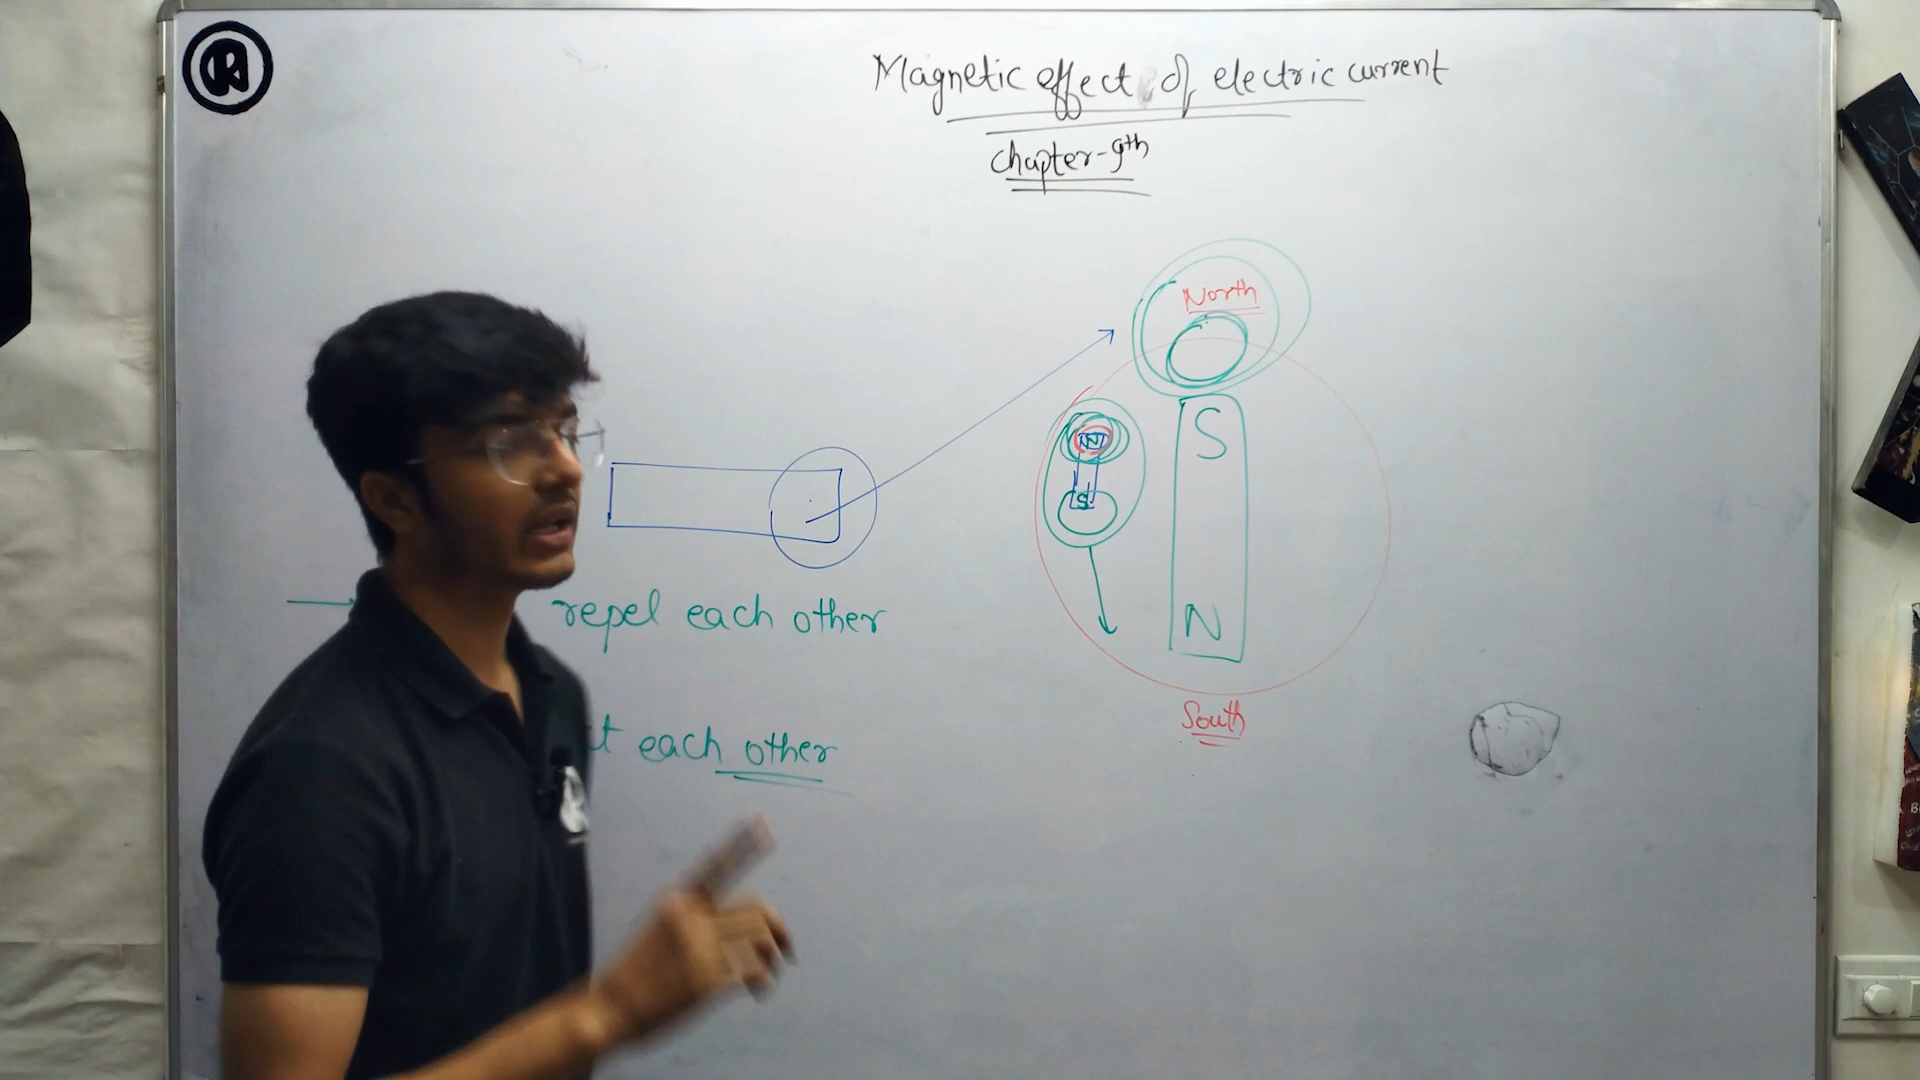 Magnetic effect of electric current
Chapter-9th
North
S
N
S
N
South
repel each other
each other